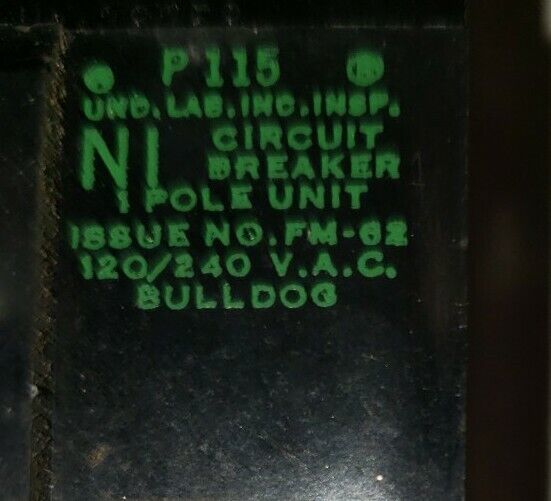 P115
UND. LAB. INC. INSP.
NI CIRCUIT
BREAKER
1 POLE UNIT
ISSUE NO. FM-62
120/240 V.A.C.
BULLDOG